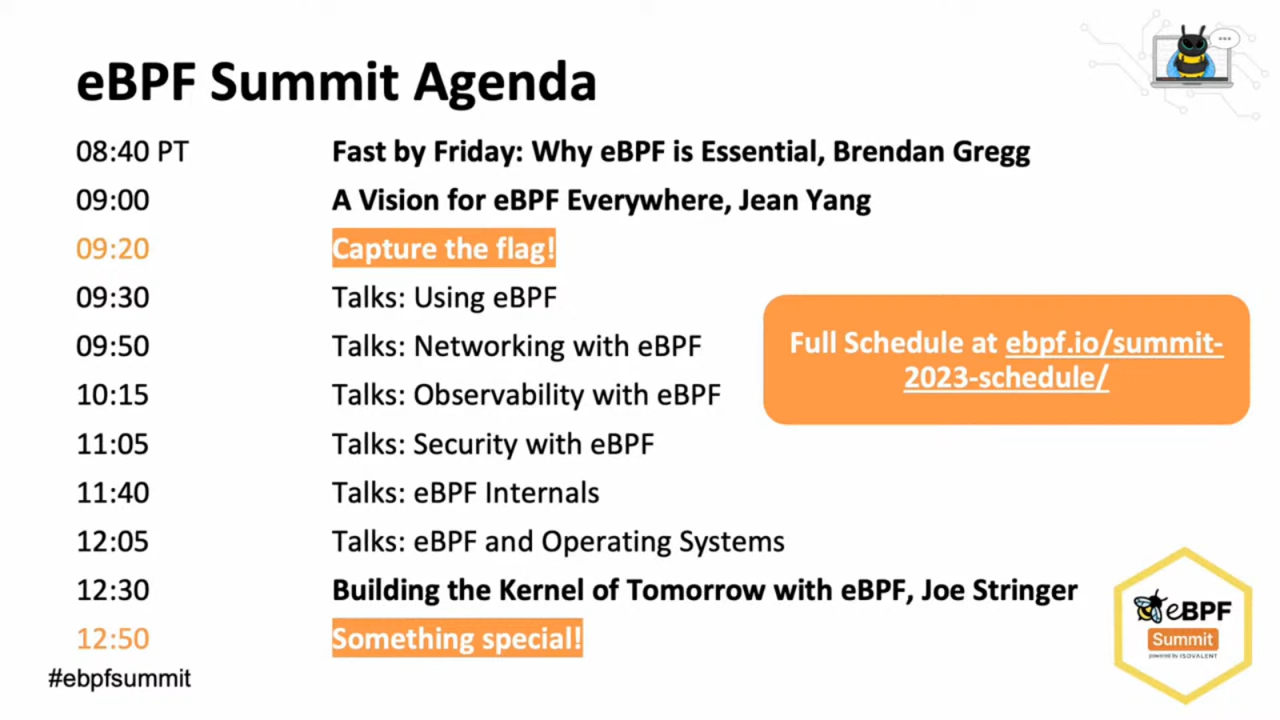 eBPF Summit Agenda
08:40 PT Fast by Friday: Why eBPF is Essential, Brendan Gregg
09:00 A Vision for eBPF Everywhere, Jean Yang
09:20 Capture the flag!
09:30 Talks: Using eBPF
09:50 Talks: Networking with eBPF
10:15 Talks: Observability with eBPF
11:05 Talks: Security with eBPF
11:40 Talks: eBPF Internals
12:05 Talks: eBPF and Operating Systems
12:30 Building the Kernel of Tomorrow with eBPF, Joe Stringer
12:50 Something special!
Full Schedule at ebpf.io/summit-
2023-schedule/
#ebpfsummit
eBPF
Summit
powered by ISOVALENT